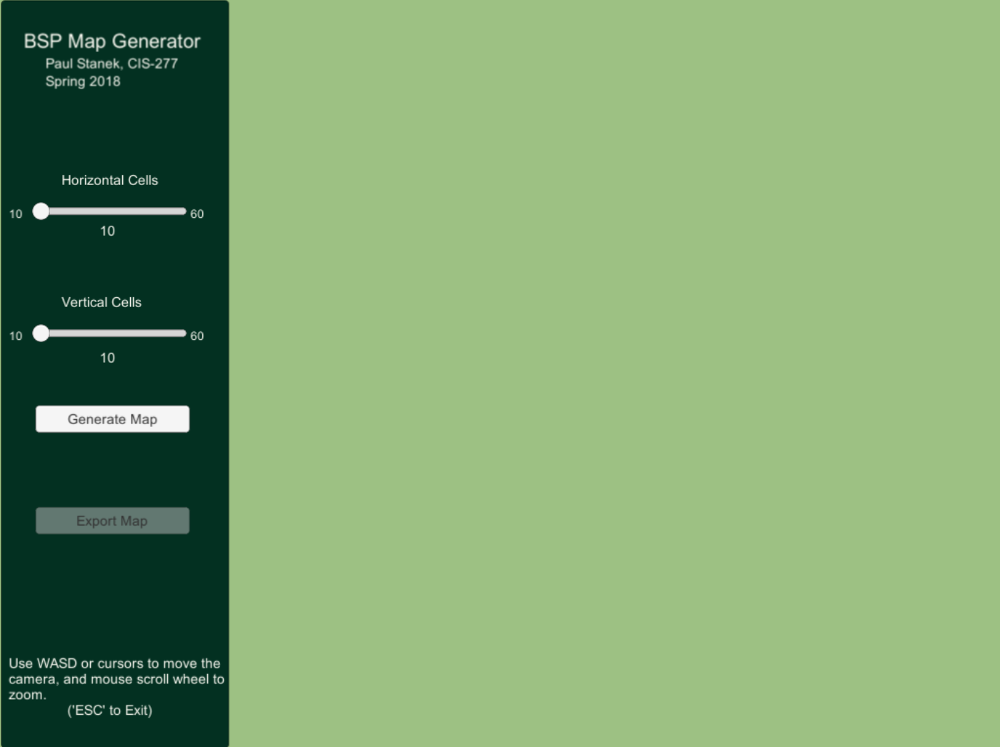 BSP Map Generator
Paul Stanek, CIS-277
Spring 2018
Horizontal Cells
10 60
10
Vertical Cells
10 60
10
Generate Map
Export Map
Use WASD or cursors to move the
camera, and mouse scroll wheel to
zoom.
('ESC' to Exit)